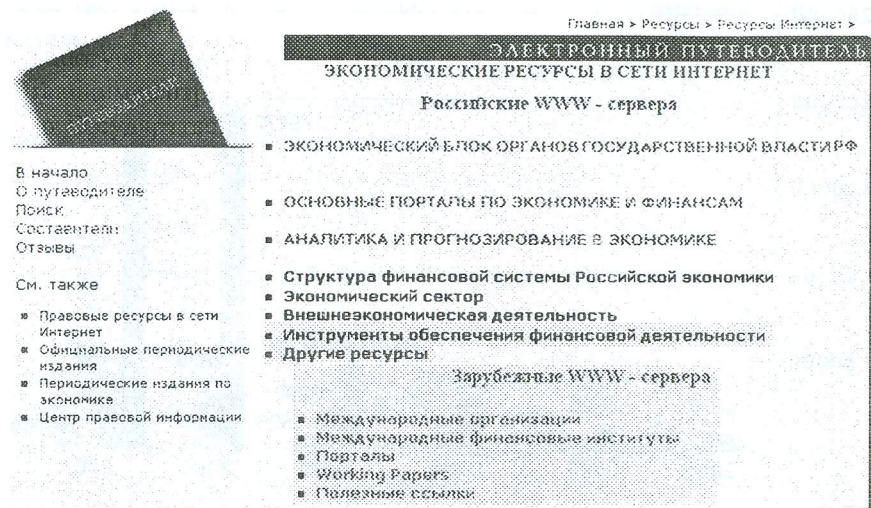 Главная > Ресурсы > Ресурсы Интернет >
ЭЛЕКТРОННЫЙ ПУТЕВОДИТЕЛЬ
ЭКОНОМИЧЕСКИЕ РЕСУРСЫ В СЕТИ ИНТЕРНЕТ
Российские WWW - сервера
ЭКОНОМИЧЕСКИЙ БЛОК ОРГАНОВ ГОСУДАРСТВЕННОЙ ВЛАСТИ РФ
ОСНОВНЫЕ ПОРТАЛЫ ПО ЭКОНОМИКЕ И ФИНАНСАМ
АНАЛИТИКА И ПРОГНОЗИРОВАНИЕ В ЭКОНОМИКЕ
Структура финансовой системы Российской экономики
Экономический сектор
Внешнеэкономическая деятельность
Инструменты обеспечения финансовой деятельности
Другие ресурсы
Зарубежные WWW - сервера
Международные организации
Международные финансовые институты
Порталы
Working Papers
Полезные ссылки
В начало
О путеводителе
Поиск
Составители
Отзывы
См. также
Правовые ресурсы в сети
Интернет
Официальные периодические
издания
Периодические издания по
экономике
Центр правовой информации